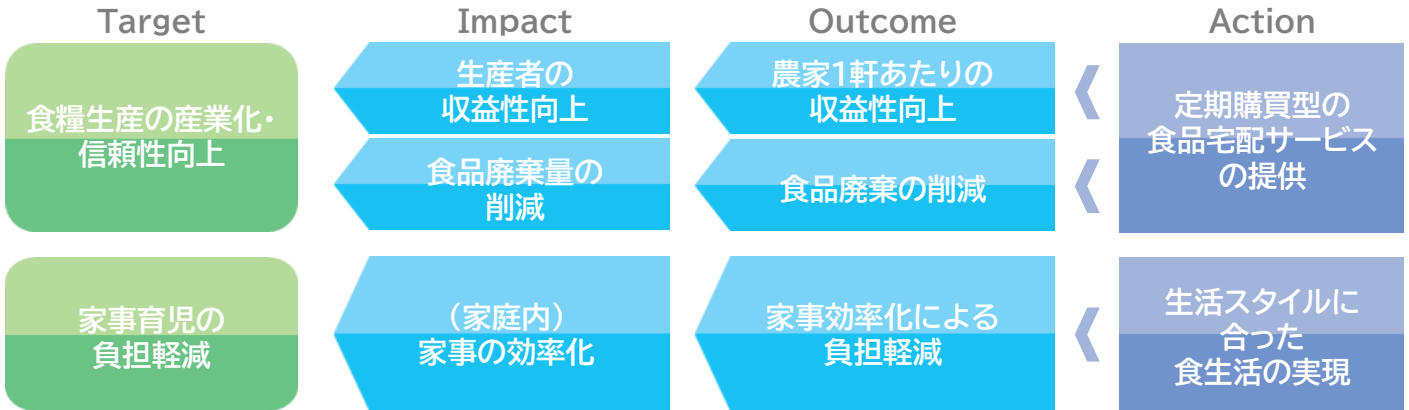 Target
Impact
Outcome
Action
食糧生産の産業化・
信頼性向上
生産者の
収益性向上
農家1軒あたりの
収益性向上
定期購買型の
食品宅配サービス
の提供
食品廃棄量の
削減
食品廃棄の削減
家事育児の
負担軽減
（家庭内）
家事の効率化
家事効率化による
負担軽減
生活スタイルに
合った
食生活の実現